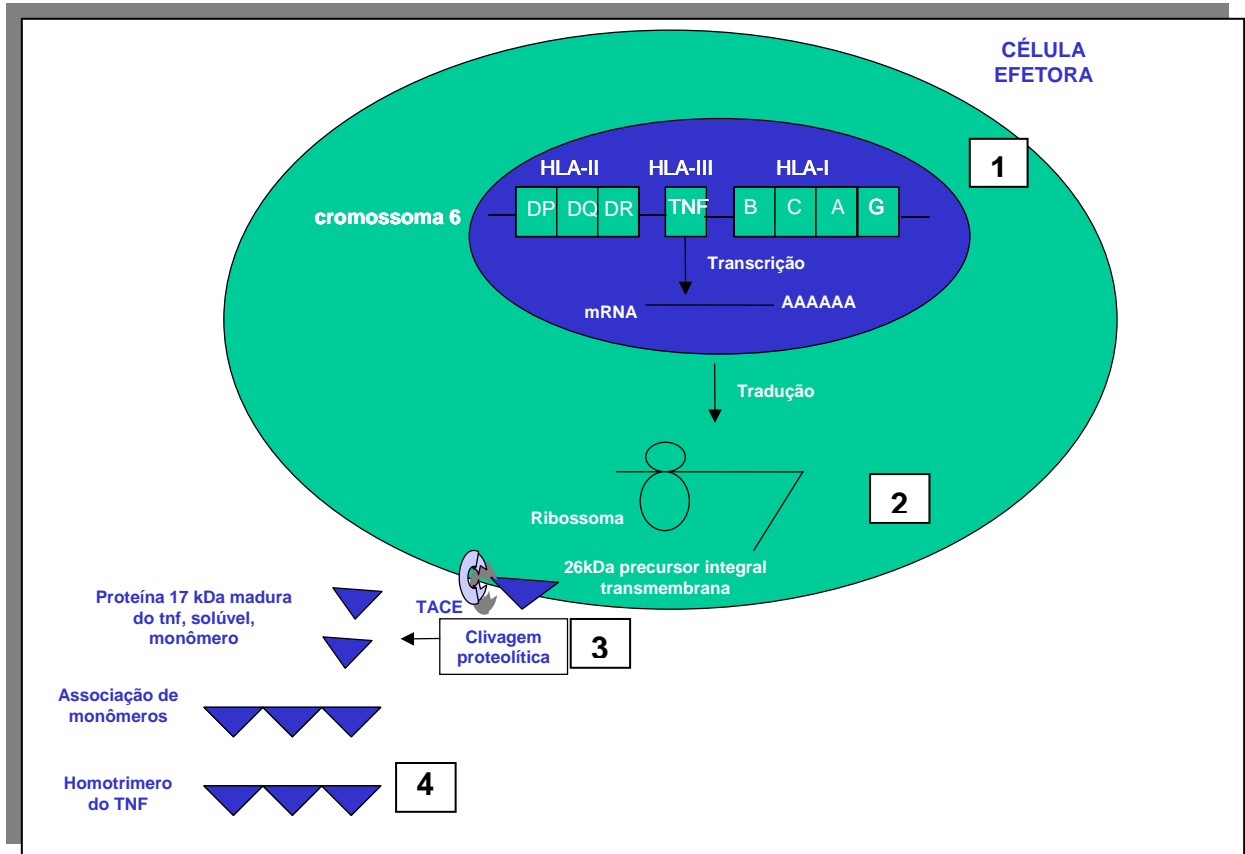 CÉLULA
EFETORA
1
HLA-II HLA-III HLA-I
cromossoma 6
DP DQ DR TNF B C A G
Transcrição
mRNA AAAAAA
Tradução
2
Ribossoma
26kDa precursor integral
transmembrana
TACE
Proteína 17 kDa madura
do tnf, solúvel,
monômero
Clivagem
proteolítica
3
Associação de
monômeros
Homotrimero
do TNF
4